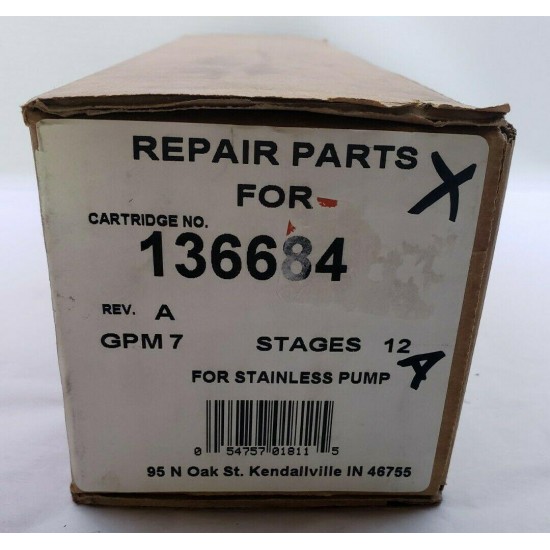 REPAIR PARTS X
FOR
CARTRIDGE NO.
136684
REV. A
GPM 7 STAGES 12 A
FOR STAINLESS PUMP
0 54757 01811 5
95 N Oak St. Kendallville IN 46755